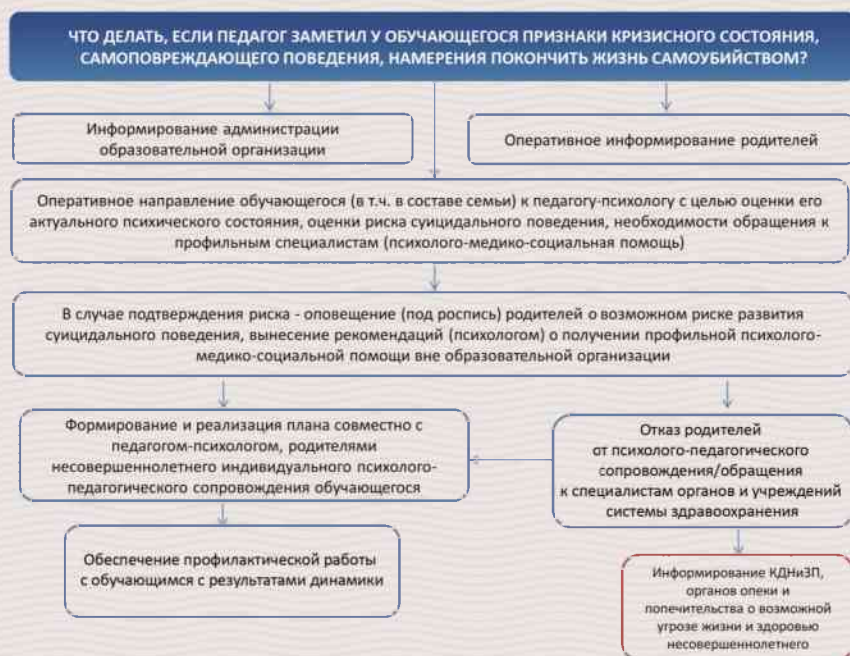 ЧТО ДЕЛАТЬ, ЕСЛИ ПЕДАГОГ ЗАМЕТИЛ У ОБУЧАЮЩЕГОСЯ ПРИЗНАКИ КРИЗИСНОГО СОСТОЯНИЯ,
САМОПОВРЕЖДАЮЩЕГО ПОВЕДЕНИЯ, НАМЕРЕНИЯ ПОКОНЧИТЬ ЖИЗНЬ САМОУБИЙСТВОМ?
Информирование администрации
образовательной организации
Оперативное информирование родителей
Оперативное направление обучающегося (в т.ч. в составе семьи) к педагогу-психологу с целью оценки его
актуального психического состояния, оценки риска суицидального поведения, необходимости обращения к
профильным специалистам (психолого-медико-социальная помощь)
В случае подтверждения риска - оповещение (под роспись) родителей о возможном риске развития
суицидального поведения, вынесение рекомендаций (психологом) о получении профильной психолого-
медико-социальной помощи вне образовательной организации
Формирование и реализация плана совместно с
педагогом-психологом, родителями
несовершеннолетнего индивидуального психолого-
педагогического сопровождения обучающегося
Отказ родителей
от психолого-педагогического
сопровождения/обращения
к специалистам органов и учреждений
системы здравоохранения
Обеспечение профилактической работы
с обучающимся с результатами динамики
Информирование КДНиЗП,
органов опеки и
попечительства о возможной
угрозе жизни и здоровью
несовершеннолетнего